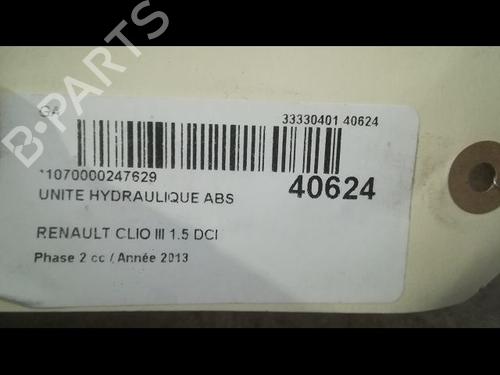 GA
33330401 40624
*1070000247629
40624
UNITE HYDRAULIQUE ABS
RENAULT CLIO III 1.5 DCI
Phase 2 cc / Année 2013
B-PARTS